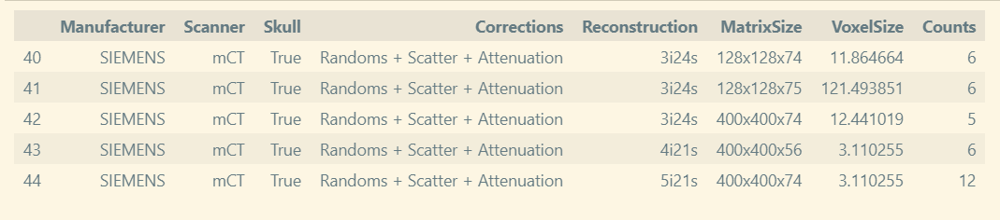 Manufacturer Scanner Skull Corrections Reconstruction MatrixSize VoxelSize Counts
40 SIEMENS mCT True Randoms + Scatter + Attenuation 3i24s 128x128x74 11.864664 6
41 SIEMENS mCT True Randoms + Scatter + Attenuation 3i24s 128x128x75 121.493851 6
42 SIEMENS mCT True Randoms + Scatter + Attenuation 3i24s 400x400x74 12.441019 5
43 SIEMENS mCT True Randoms + Scatter + Attenuation 4i21s 400x400x56 3.110255 6
44 SIEMENS mCT True Randoms + Scatter + Attenuation 5i21s 400x400x74 3.110255 12